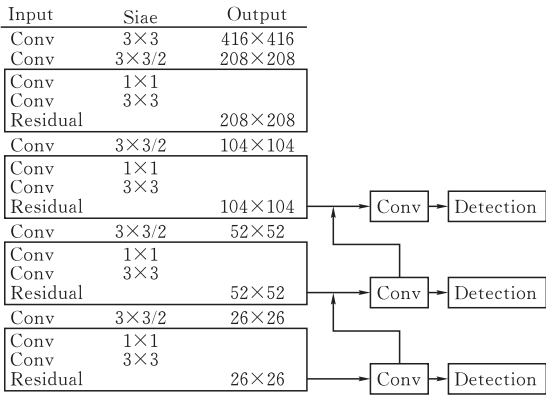 Input Siae Output
Conv 3×3 416×416
Conv 3×3/2 208×208
Conv 1×1
Conv 3×3
Residual 208×208
Conv 3×3/2 104×104
Conv 1×1
Conv 3×3
Residual 104×104 Conv Detection
Conv 3×3/2 52×52
Conv 1×1
Conv 3×3
Residual 52×52 Conv Detection
Conv 3×3/2 26×26
Conv 1×1
Conv 3×3
Residual 26×26 Conv Detection